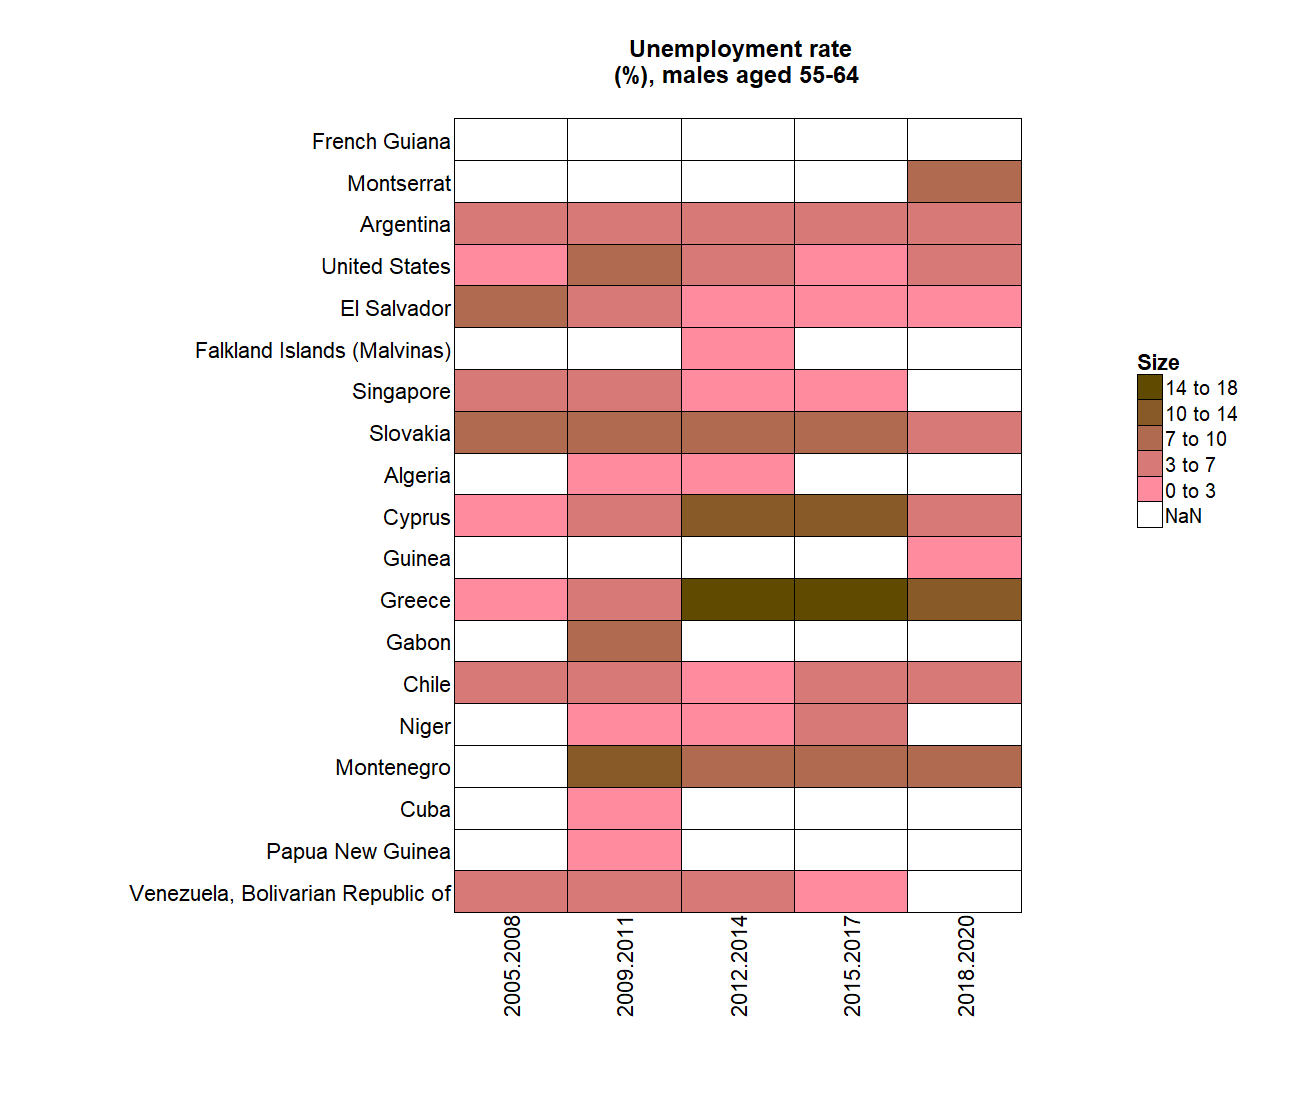 Unemployment rate
(%), males aged 55-64
French Guiana
Montserrat
Argentina
United States
El Salvador
Falkland Islands (Malvinas)
Singapore
Slovakia
Algeria
Cyprus
Guinea
Greece
Gabon
Chile
Niger
Montenegro
Cuba
Papua New Guinea
Venezuela, Bolivarian Republic of
2005.2008
2009.2011
2012.2014
2015.2017
2018.2020
Size
14 to 18
10 to 14
7 to 10
3 to 7
0 to 3
NaN